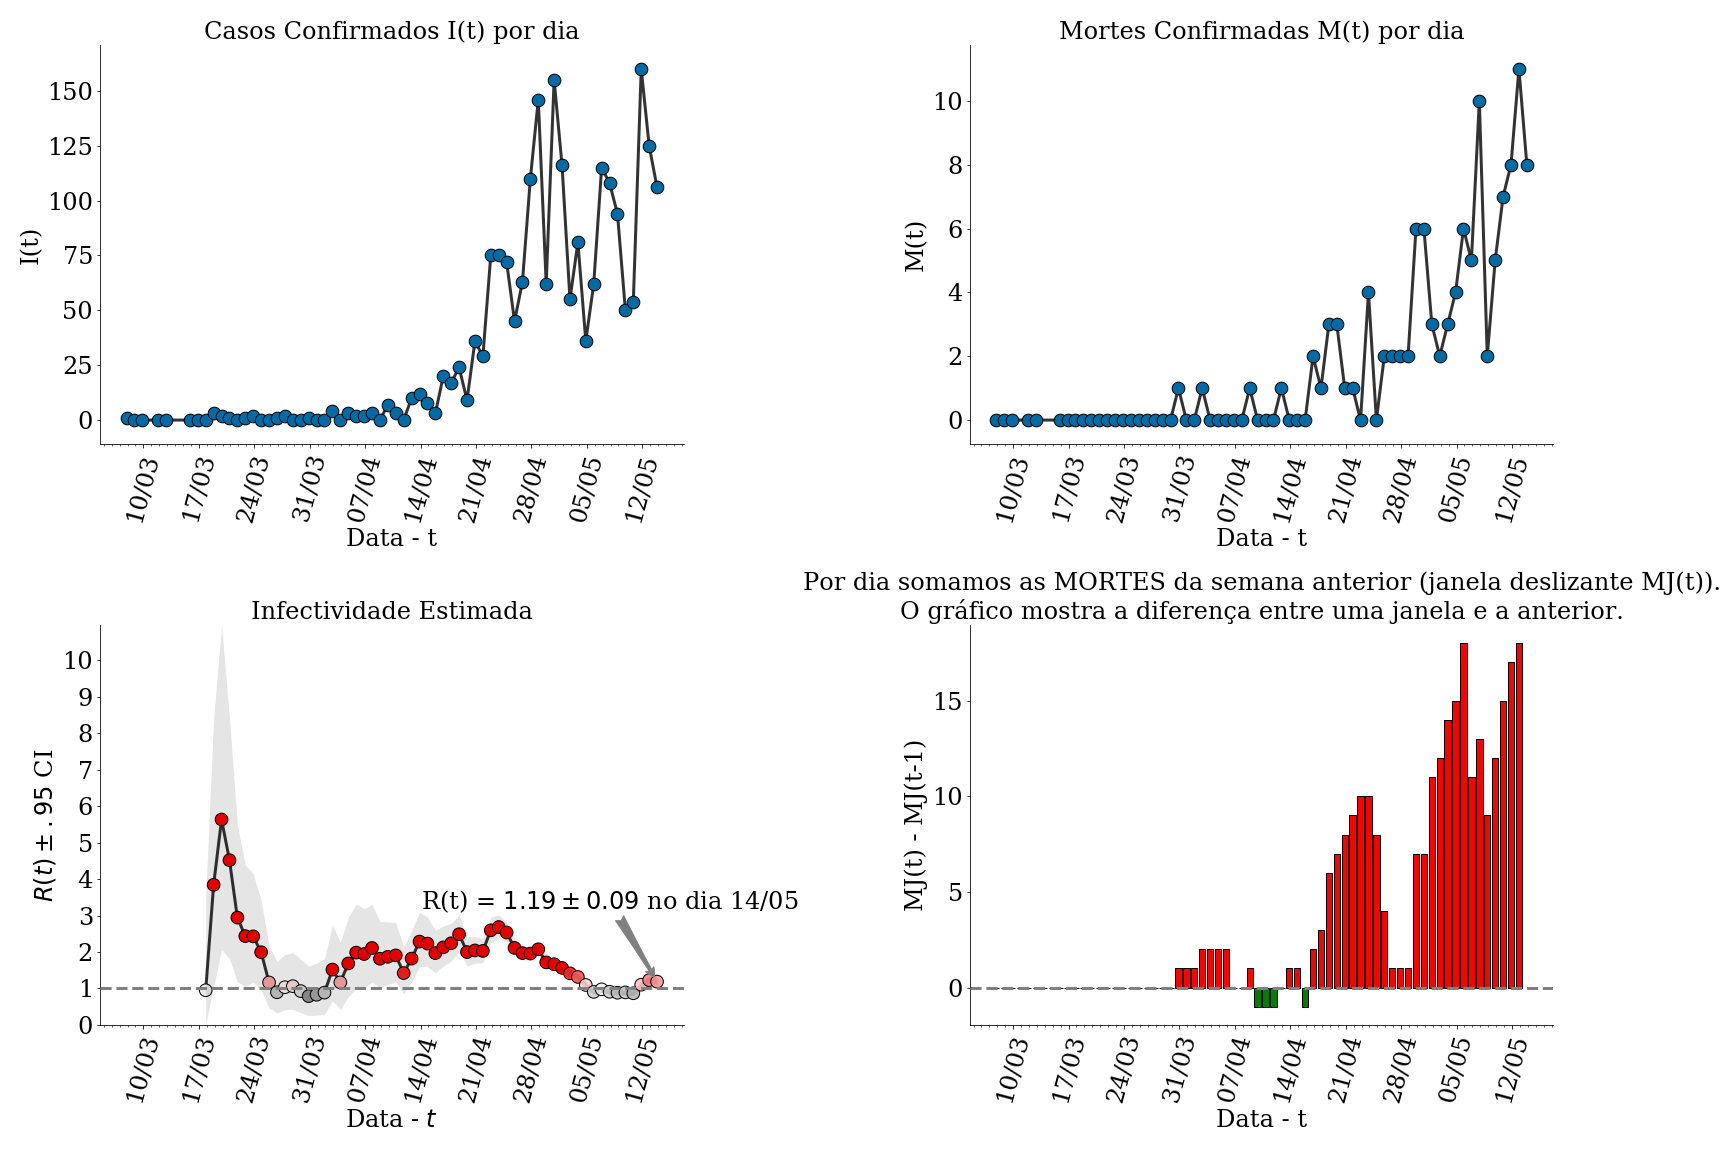 Casos Confirmados I(t) por dia
I(t)
150
125
100
75
50
25
0
10/03 17/03 24/03 31/03 07/04 14/04 21/04 28/04 05/05 12/05
Data - t
Mortes Confirmadas M(t) por dia
M(t)
10
8
6
4
2
0
10/03 17/03 24/03 31/03 07/04 14/04 21/04 28/04 05/05 12/05
Data - t
Infectividade Estimada
R(t) ± .95 CI
10
9
8
7
6
5
4
3
2
1
0
R(t) = 1.19 ± 0.09 no dia 14/05
10/03 17/03 24/03 31/03 07/04 14/04 21/04 28/04 05/05 12/05
Data - t
Por dia somamos as MORTES da semana anterior (janela deslizante MJ(t)).
O gráfico mostra a diferença entre uma janela e a anterior.
MJ(t) - MJ(t-1)
15
10
5
0
10/03 17/03 24/03 31/03 07/04 14/04 21/04 28/04 05/05 12/05
Data - t